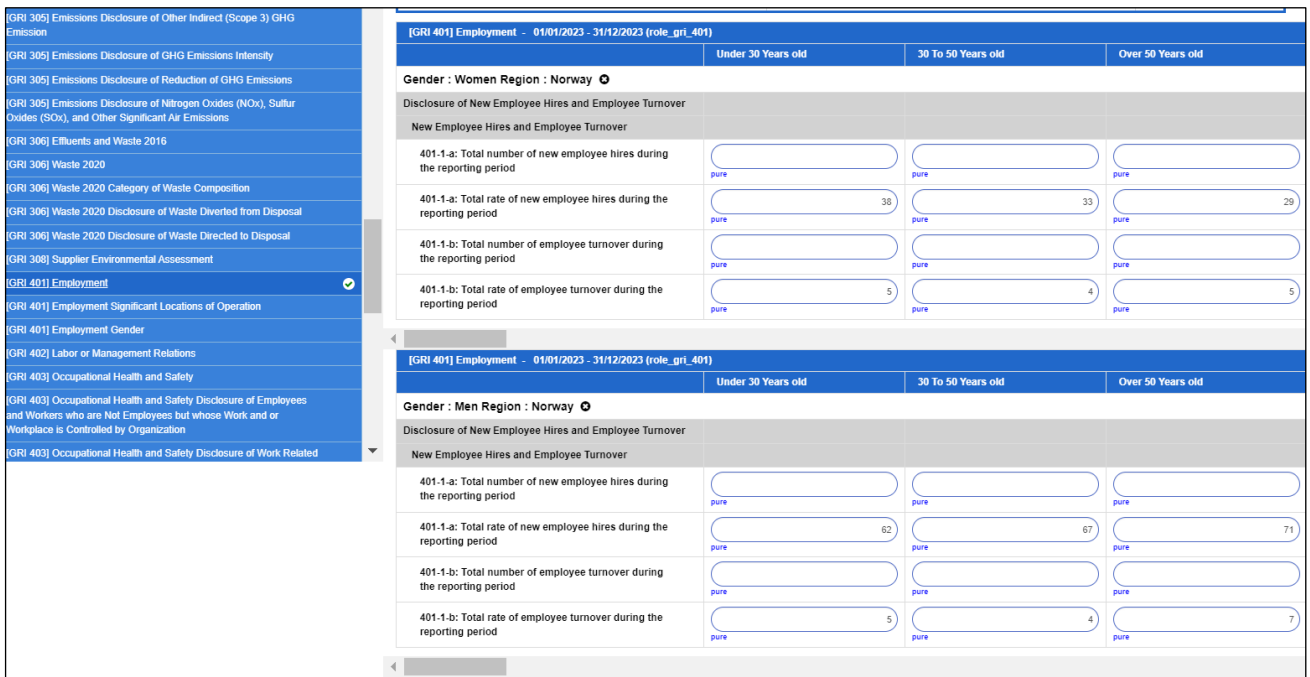 [GRI 305] Emissions Disclosure of Other Indirect (Scope 3) GHG
Emission
[GRI 305] Emissions Disclosure of GHG Emissions Intensity
[GRI 305] Emissions Disclosure of Reduction of GHG Emissions
[GRI 305] Emissions Disclosure of Nitrogen Oxides (NOx), Sulfur
Oxides (SOx), and Other Significant Air Emissions
[GRI 306] Effluents and Waste 2016
[GRI 306] Waste 2020
[GRI 306] Waste 2020 Category of Waste Composition
[GRI 306] Waste 2020 Disclosure of Waste Diverted from Disposal
[GRI 306] Waste 2020 Disclosure of Waste Directed to Disposal
[GRI 308] Supplier Environmental Assessment
[GRI 401] Employment
[GRI 401] Employment Significant Locations of Operation
[GRI 401] Employment Gender
[GRI 402] Labor or Management Relations
[GRI 403] Occupational Health and Safety
[GRI 403] Occupational Health and Safety Disclosure of Employees
and Workers who are Not Employees but whose Work and or
Workplace is Controlled by Organization
[GRI 403] Occupational Health and Safety Disclosure of Work Related
[GRI 401] Employment - 01/01/2023 - 31/12/2023 (role_gri_401)
Under 30 Years old 30 To 50 Years old Over 50 Years old
Gender : Women Region : Norway
Disclosure of New Employee Hires and Employee Turnover
New Employee Hires and Employee Turnover
401-1-a: Total number of new employee hires during
the reporting period
pure pure pure
401-1-a: Total rate of new employee hires during the
reporting period
38 33 29
pure pure pure
401-1-b: Total number of employee turnover during
the reporting period
pure pure pure
401-1-b: Total rate of employee turnover during the
reporting period
5 4 5
pure pure pure
[GRI 401] Employment - 01/01/2023 - 31/12/2023 (role_gri_401)
Under 30 Years old 30 To 50 Years old Over 50 Years old
Gender : Men Region : Norway
Disclosure of New Employee Hires and Employee Turnover
New Employee Hires and Employee Turnover
401-1-a: Total number of new employee hires during
the reporting period
pure pure pure
401-1-a: Total rate of new employee hires during the
reporting period
62 67 71
pure pure pure
401-1-b: Total number of employee turnover during
the reporting period
pure pure pure
401-1-b: Total rate of employee turnover during the
reporting period
5 4 7
pure pure pure